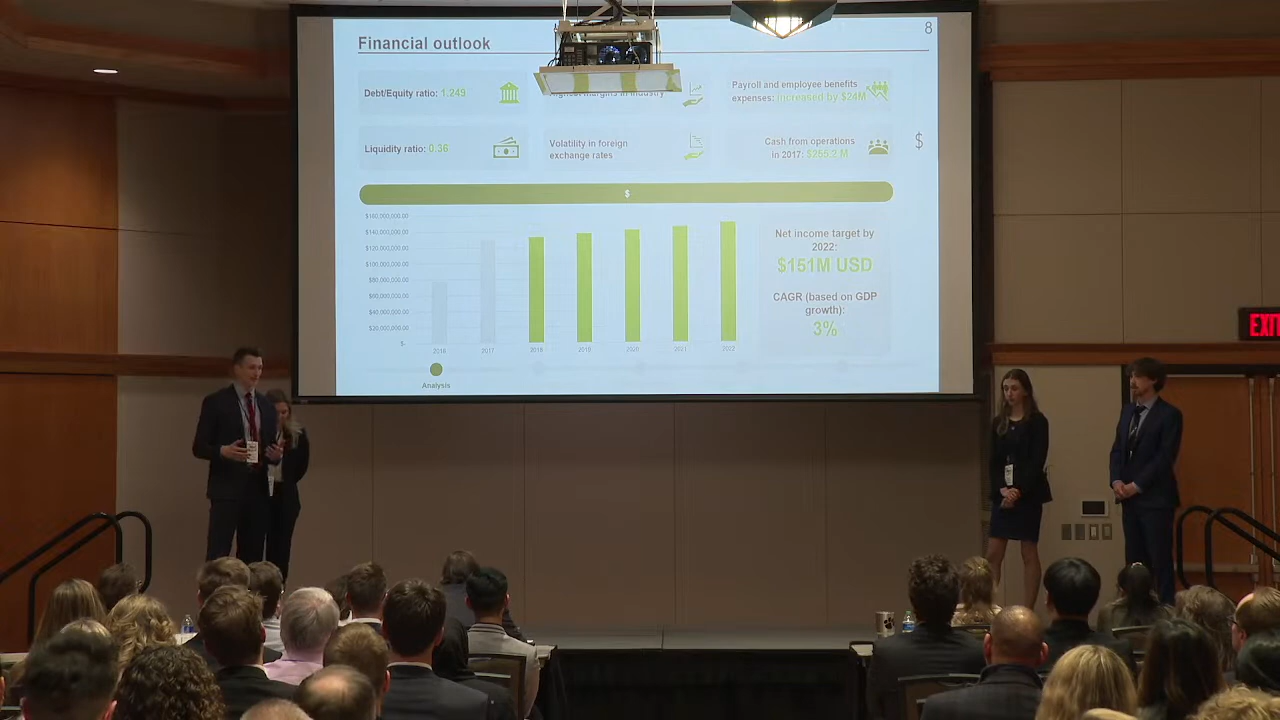 8
Financial outlook
Debt/Equity ratio: 1.249
Highest margins in industry
Payroll and employee benefits
expenses: increased by $24M
Liquidity ratio: 0.36
Volatility in foreign
exchange rates
Cash from operations
in 2017: $255.2 M
$
$
$160,000,000.00
$140,000,000.00
$120,000,000.00
$100,000,000.00
$80,000,000.00
$60,000,000.00
$40,000,000.00
$20,000,000.00
$-
2016 2017 2018 2019 2020 2021 2022
Net income target by
2022:
$151M USD
CAGR (based on GDP
growth):
3%
Analysis
EXIT